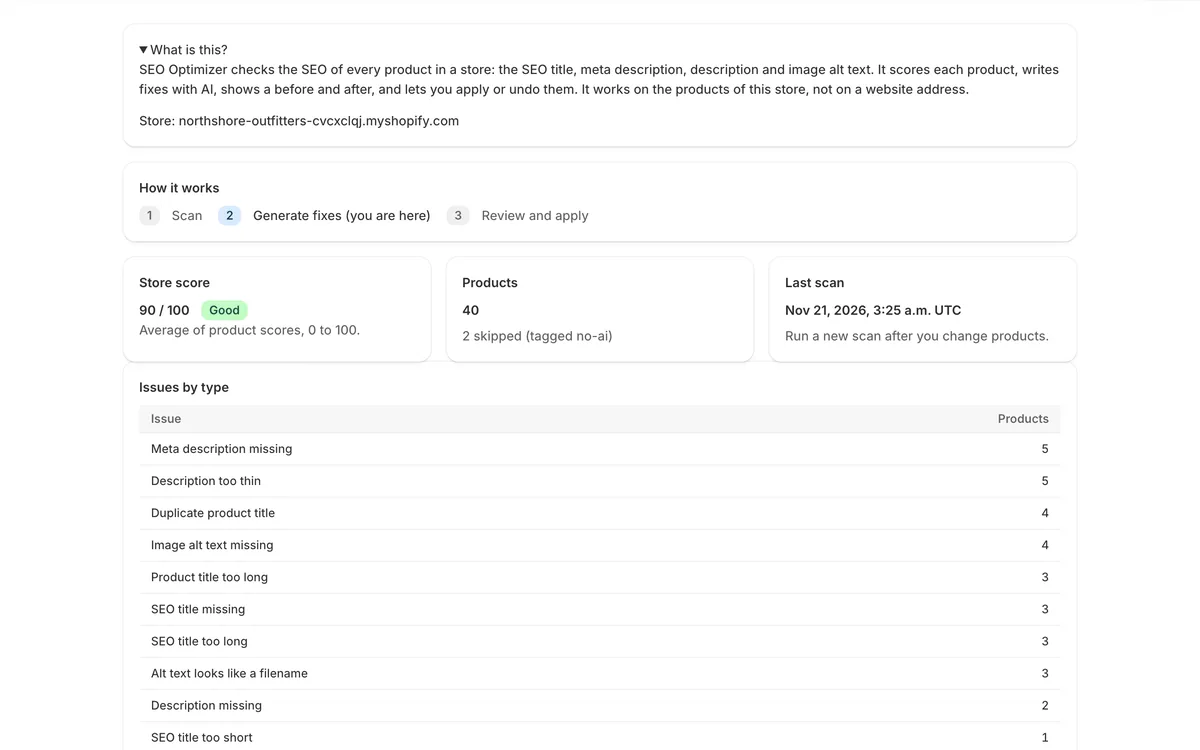 ▼ What is this?
SEO Optimizer checks the SEO of every product in a store: the SEO title, meta description, description and image alt text. It scores each product, writes
fixes with AI, shows a before and after, and lets you apply or undo them. It works on the products of this store, not on a website address.
Store: northshore-outfitters-cvcxclqj.myshopify.com
How it works
1 Scan 2 Generate fixes (you are here) 3 Review and apply
Store score
90 / 100 Good
Average of product scores, 0 to 100.
Products
40
2 skipped (tagged no-ai)
Last scan
Nov 21, 2026, 3:25 a.m. UTC
Run a new scan after you change products.
Issues by type
Issue Products
Meta description missing 5
Description too thin 5
Duplicate product title 4
Image alt text missing 4
Product title too long 3
SEO title missing 3
SEO title too long 3
Alt text looks like a filename 3
Description missing 2
SEO title too short 1